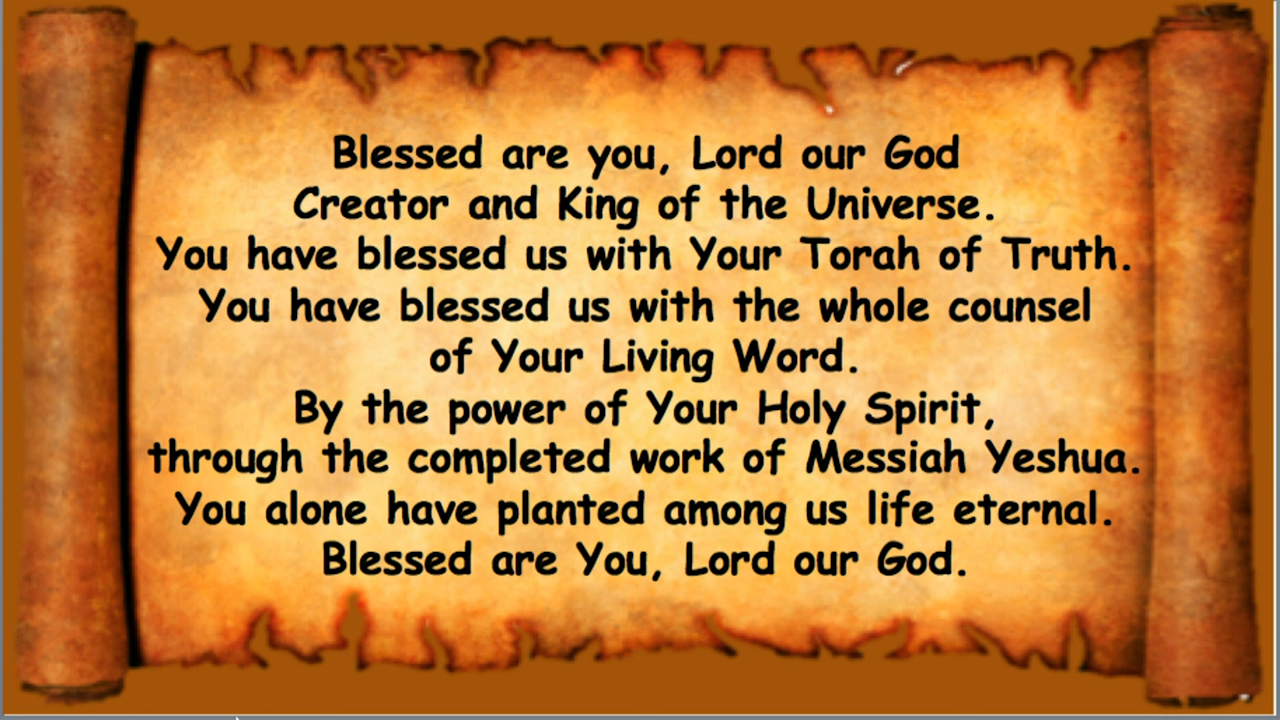 Blessed are you, Lord our God
Creator and King of the Universe.
You have blessed us with Your Torah of Truth.
You have blessed us with the whole counsel
of Your Living Word.
By the power of Your Holy Spirit,
through the completed work of Messiah Yeshua.
You alone have planted among us life eternal.
Blessed are You, Lord our God.